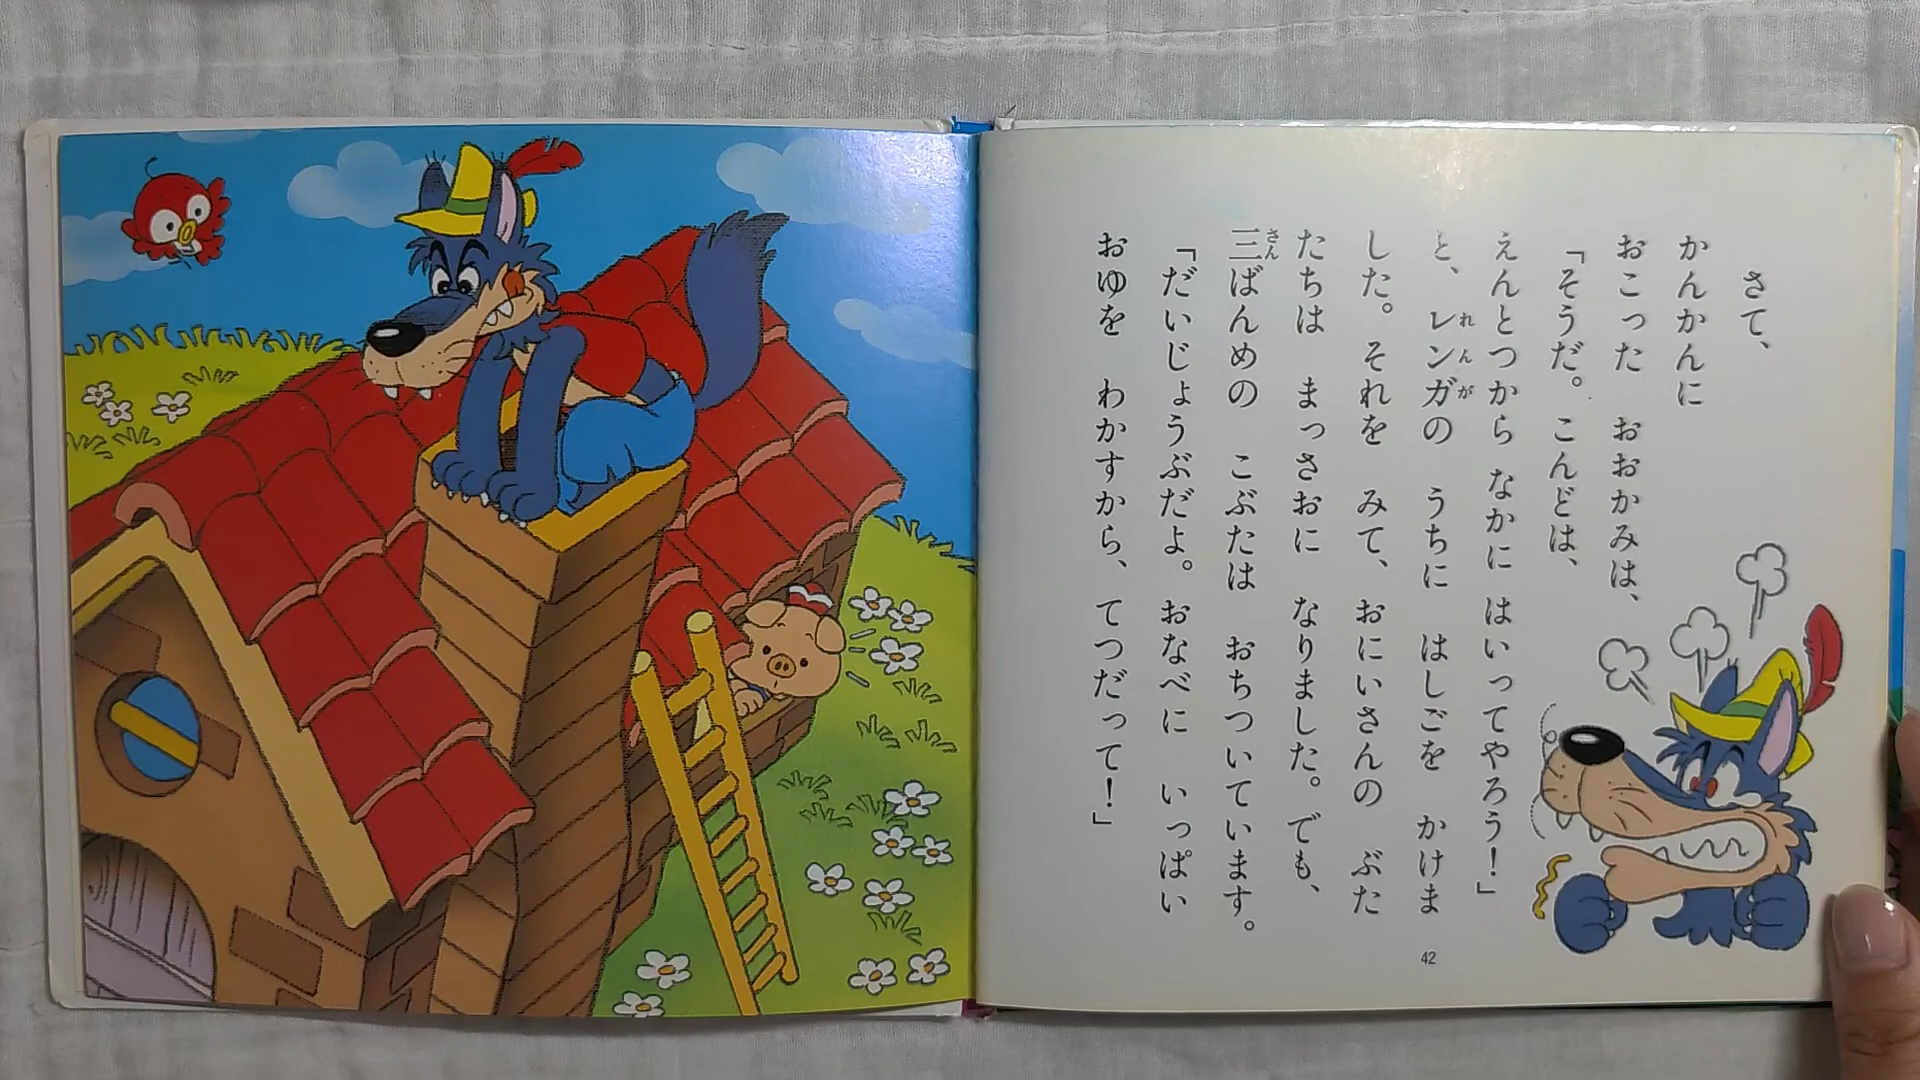 さて、
かんかんに
おこった　おおかみは、
「そうだ。こんどは、
えんとつから　なかに　はいってやろう！」
と、レンガの　うちに　はしごを　かけま
れんが
した。それを　みて、おにいさんの　ぶた
たちは　まっさおに　なりました。でも、
三ばんめの　こぶたは　おちついています。
さん
「だいじょうぶだよ。おなべに　いっぱい
おゆを　わかすから、てつだって！」
42